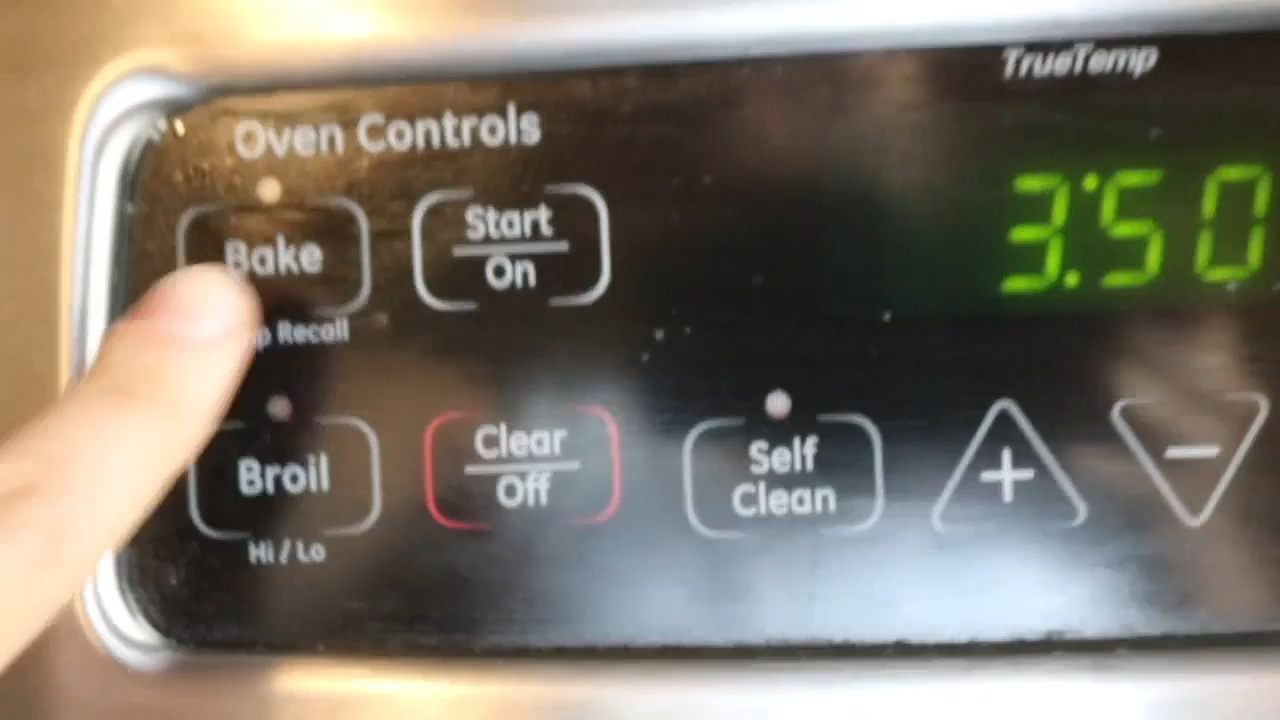 TrueTemp
Oven Controls
3:50
Bake
Start
On
Recall
Broil
Clear
Off
Self
Clean
+
−
Hi / Lo